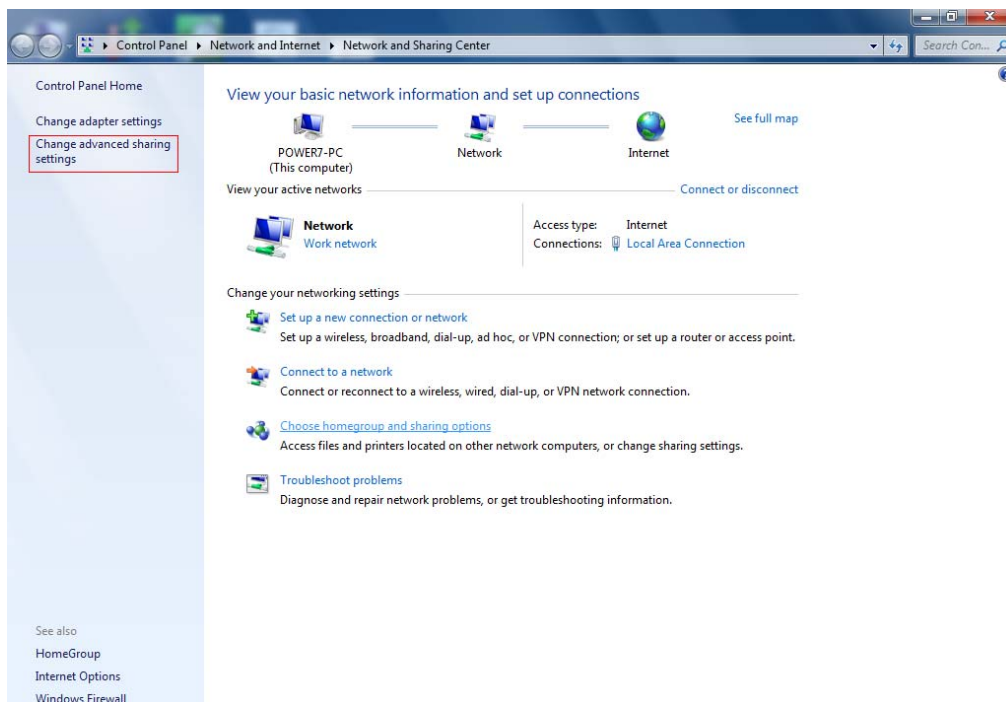 Control Panel ▸ Network and Internet ▸ Network and Sharing Center
Search Con...
Control Panel Home
Change adapter settings
Change advanced sharing
settings
View your basic network information and set up connections
See full map
POWER7-PC
(This computer)
Network
Internet
View your active networks
Connect or disconnect
Network
Work network
Access type: Internet
Connections: Local Area Connection
Change your networking settings
Set up a new connection or network
Set up a wireless, broadband, dial-up, ad hoc, or VPN connection; or set up a router or access point.
Connect to a network
Connect or reconnect to a wireless, wired, dial-up, or VPN network connection.
Choose homegroup and sharing options
Access files and printers located on other network computers, or change sharing settings.
Troubleshoot problems
Diagnose and repair network problems, or get troubleshooting information.
See also
HomeGroup
Internet Options
Windows Firewall